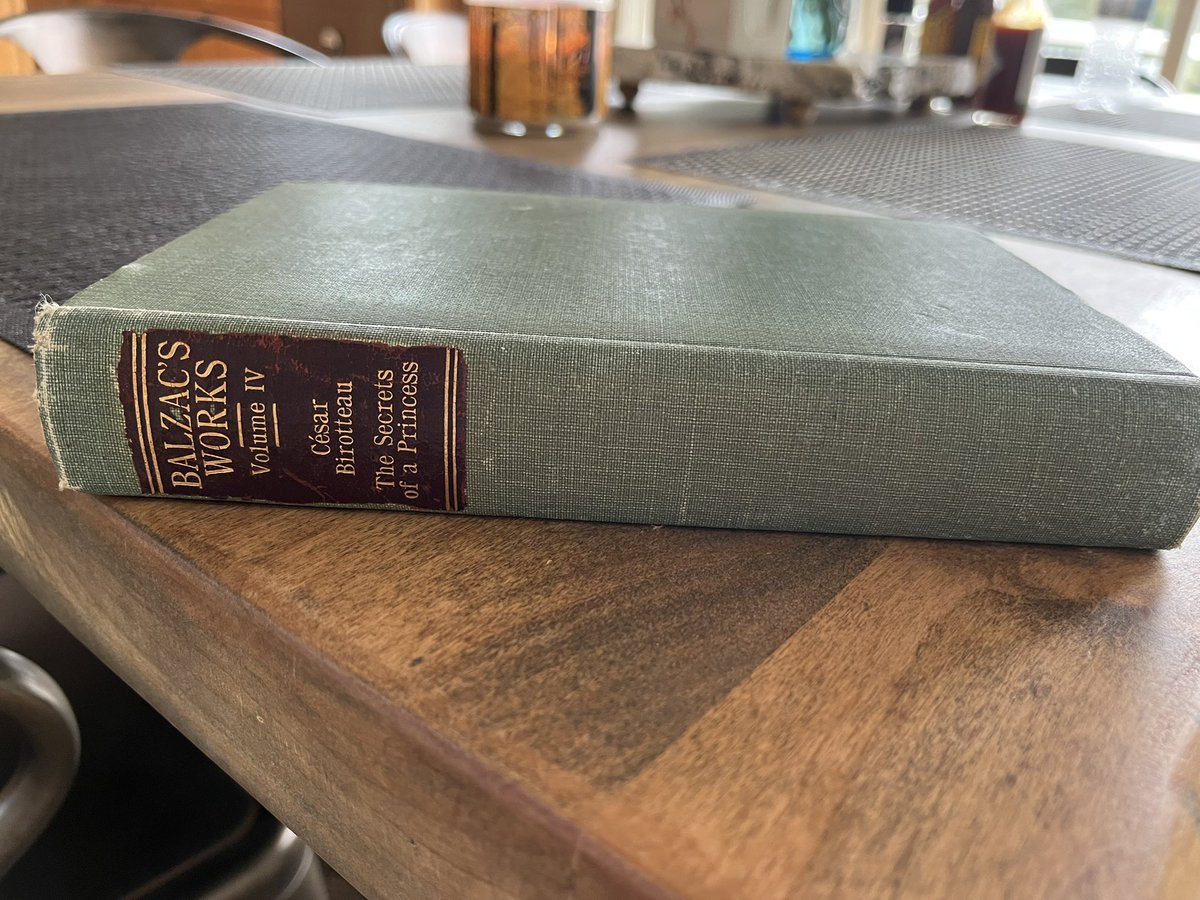 BALZAC'S
WORKS
Volume IV
César
Birotteau
The Secrets
of a Princess